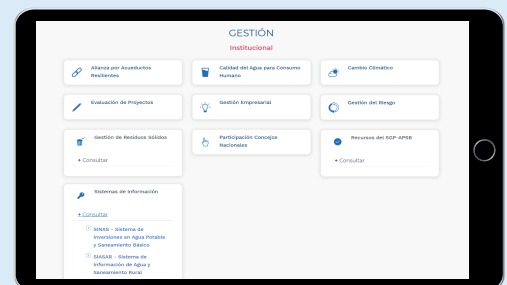 GESTIÓN
Institucional
Alianza por Acueductos
Resilientes
Calidad del Agua para Consumo
Humano
Cambio Climático
Evaluación de Proyectos
Gestión Empresarial
Gestión del Riesgo
Gestión de Residuos Sólidos
+ Consultar
Participación Concejos
Nacionales
Recursos del SGP-APSB
+ Consultar
Sistemas de Información
+ Consultar
SINAS - Sistema de
Inversiones en Agua Potable
y Saneamiento Básico
SIASAR - Sistema de
Información de Agua y
Saneamiento Rural